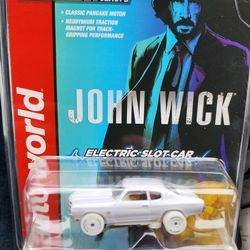 • CLASSIC PANCAKE MOTOR
• NEODYMIUM TRACTION
MAGNET FOR TRACK-
GRIPPING PERFORMANCE
JOHN WICK
ELECTRIC SLOT CAR
world